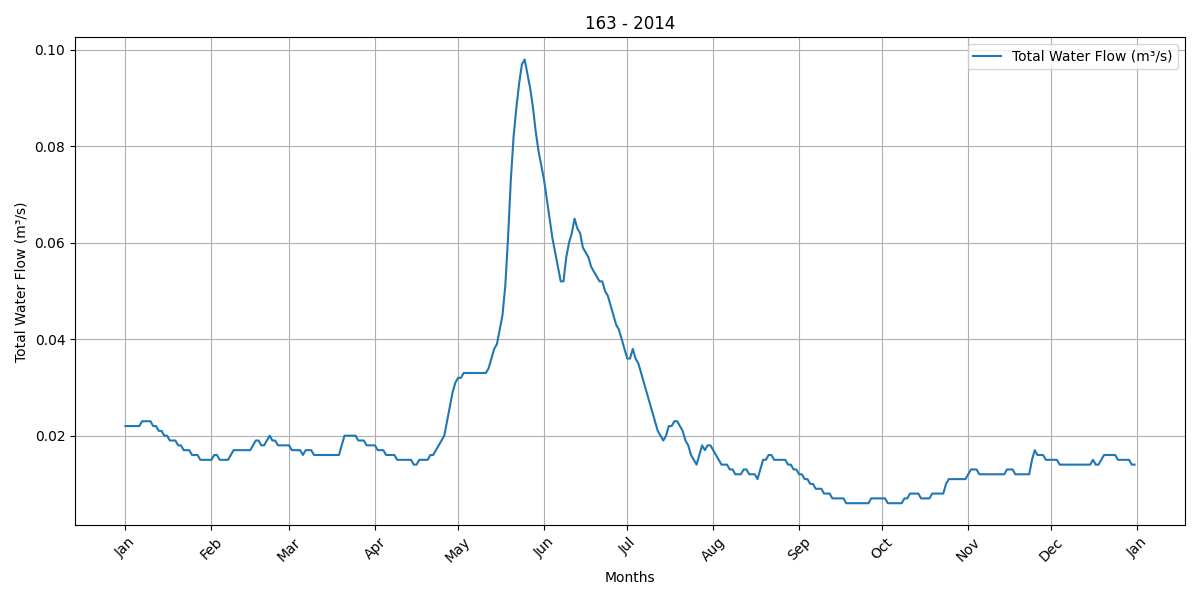 163 - 2014
Total Water Flow (m³/s)
0.10
0.08
0.06
0.04
0.02
Total Water Flow (m³/s)
Jan Feb Mar Apr May Jun Jul Aug Sep Oct Nov Dec Jan
Months